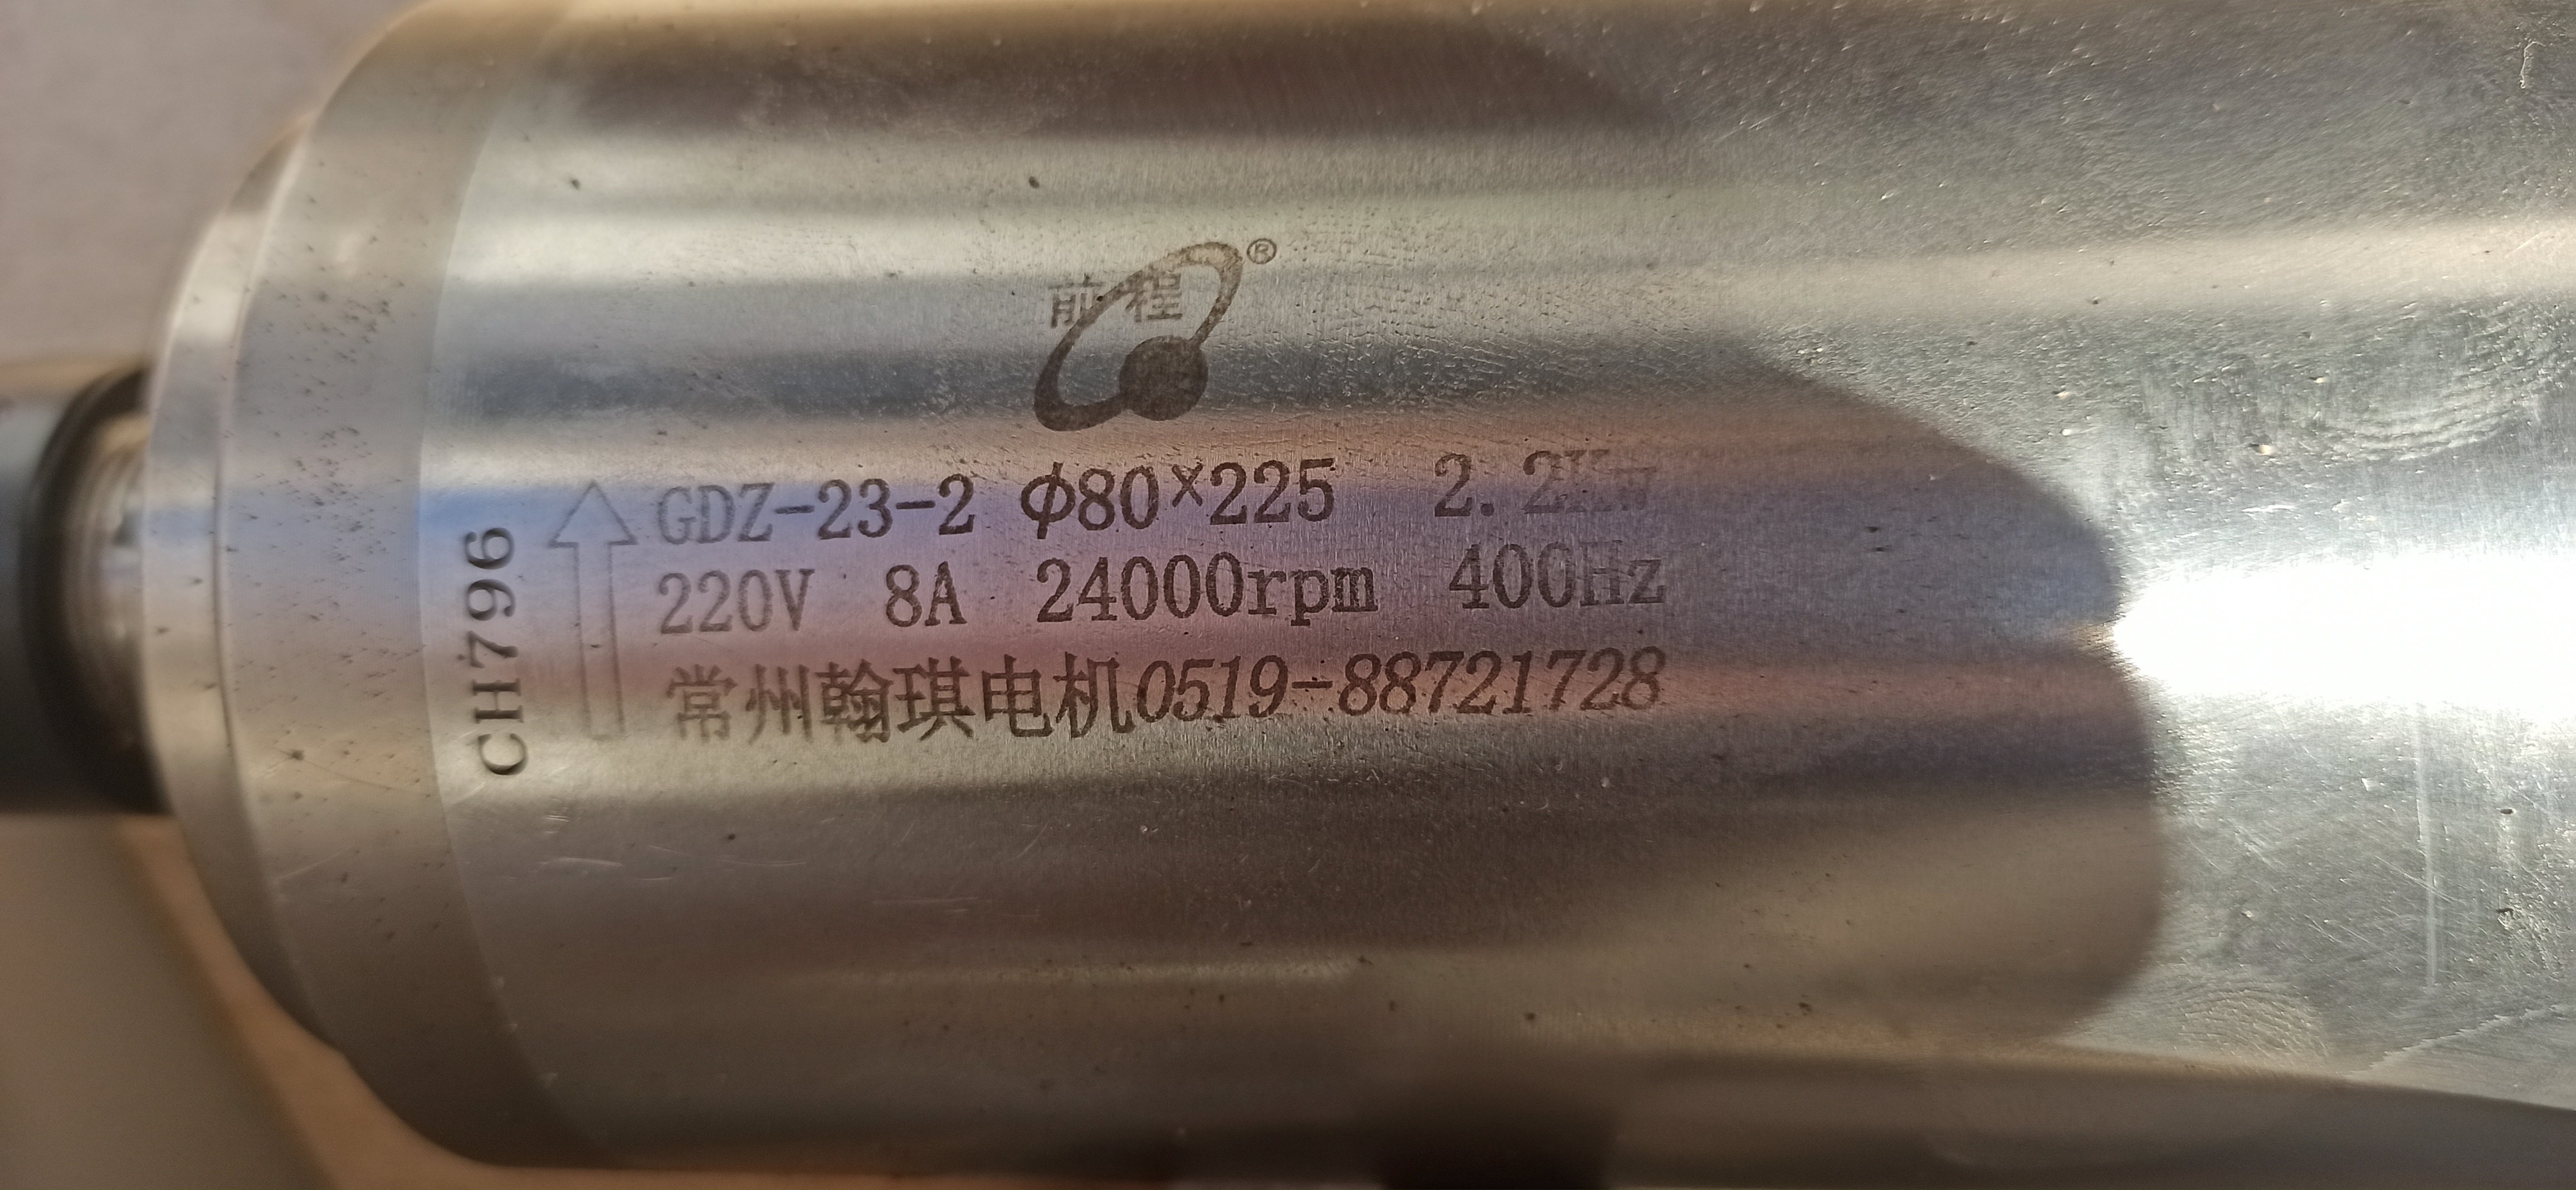 前程®
GDZ-23-2 Φ80×225 2.2Kw
220V 8A 24000rpm 400Hz
常州翰琪电机0519-88721728
CH796